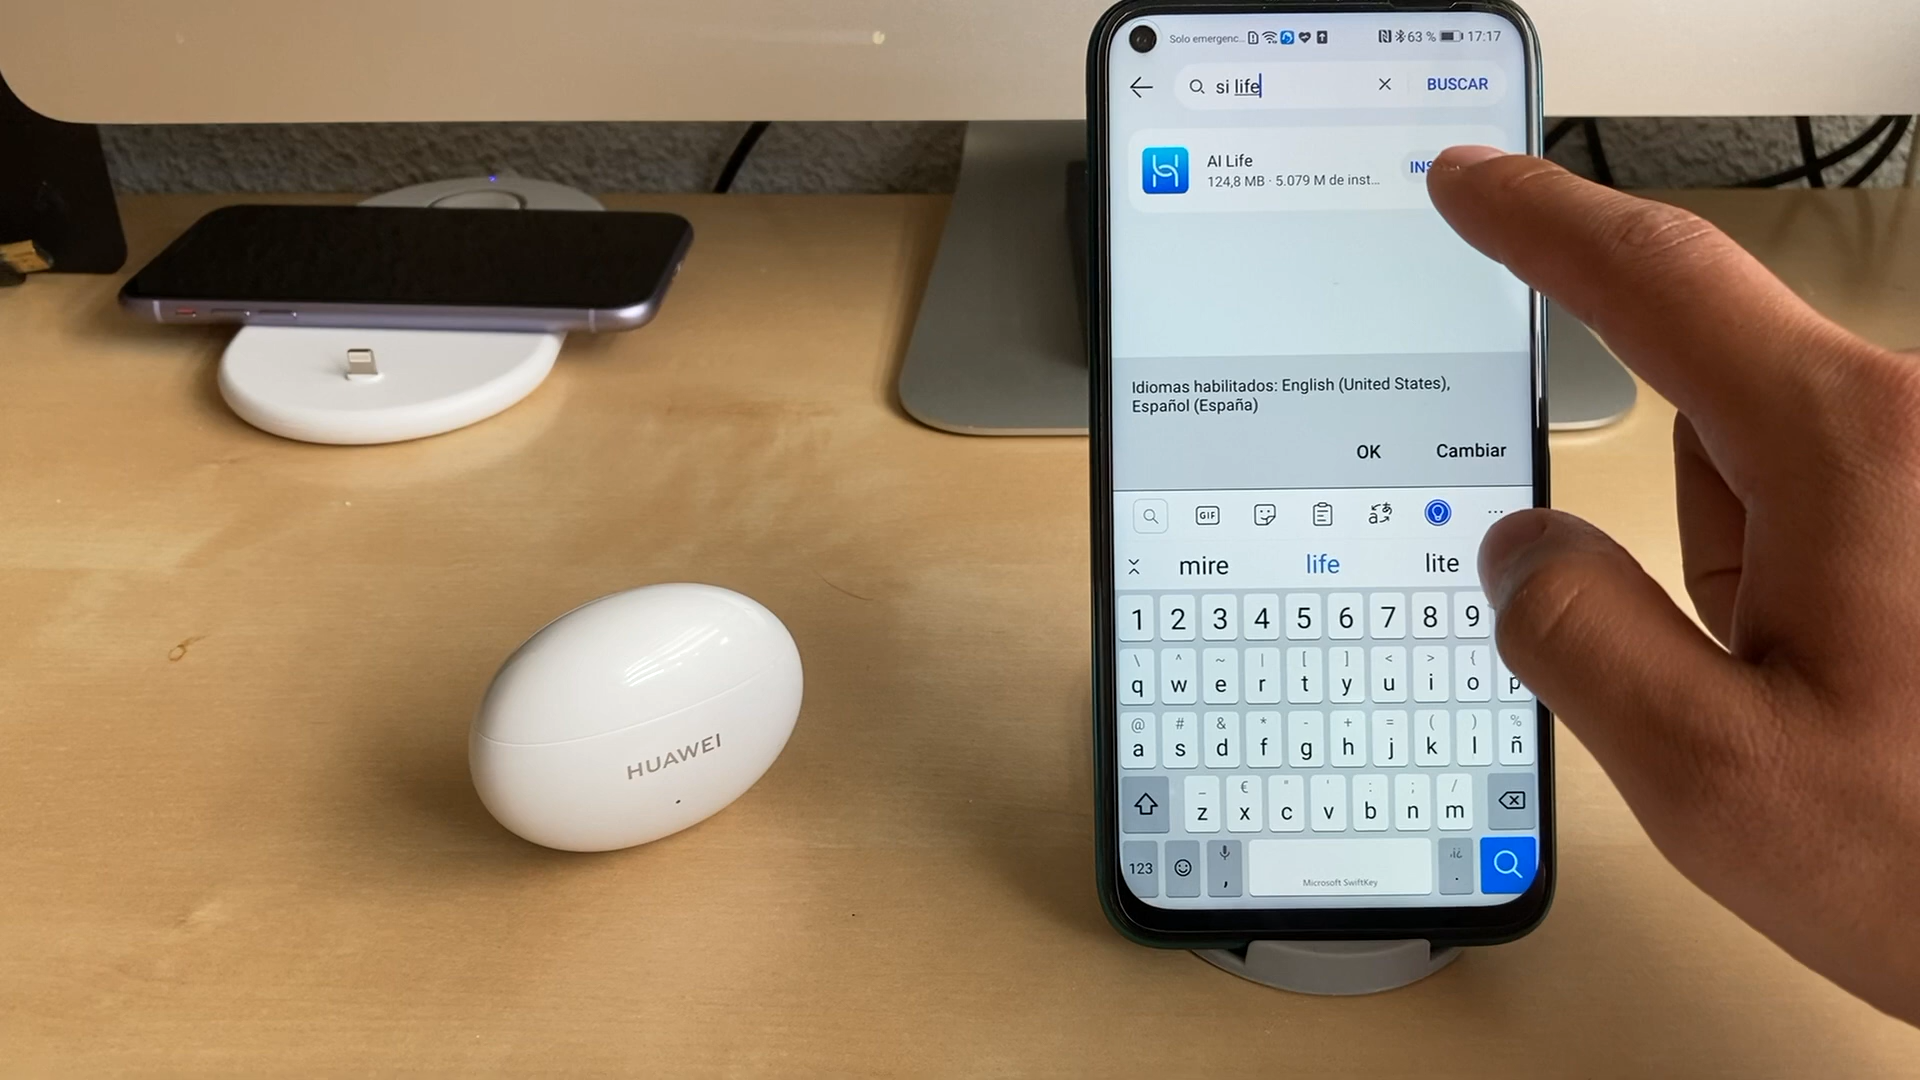 Solo emergenc... 63 % 17:17
si life BUSCAR
AI Life
124,8 MB · 5.079 M de inst...
Idiomas habilitados: English (United States),
Español (España)
OK Cambiar
GIF
mire life lite
1 2 3 4 5 6 7 8 9
\ ^ ~ | [ ] < > {
q w e r t y u i o p
@ # & * - + = ( ) %
a s d f g h j k l ñ
_ € " ' : ; /
z x c v b n m
123 , Microsoft SwiftKey .
HUAWEI